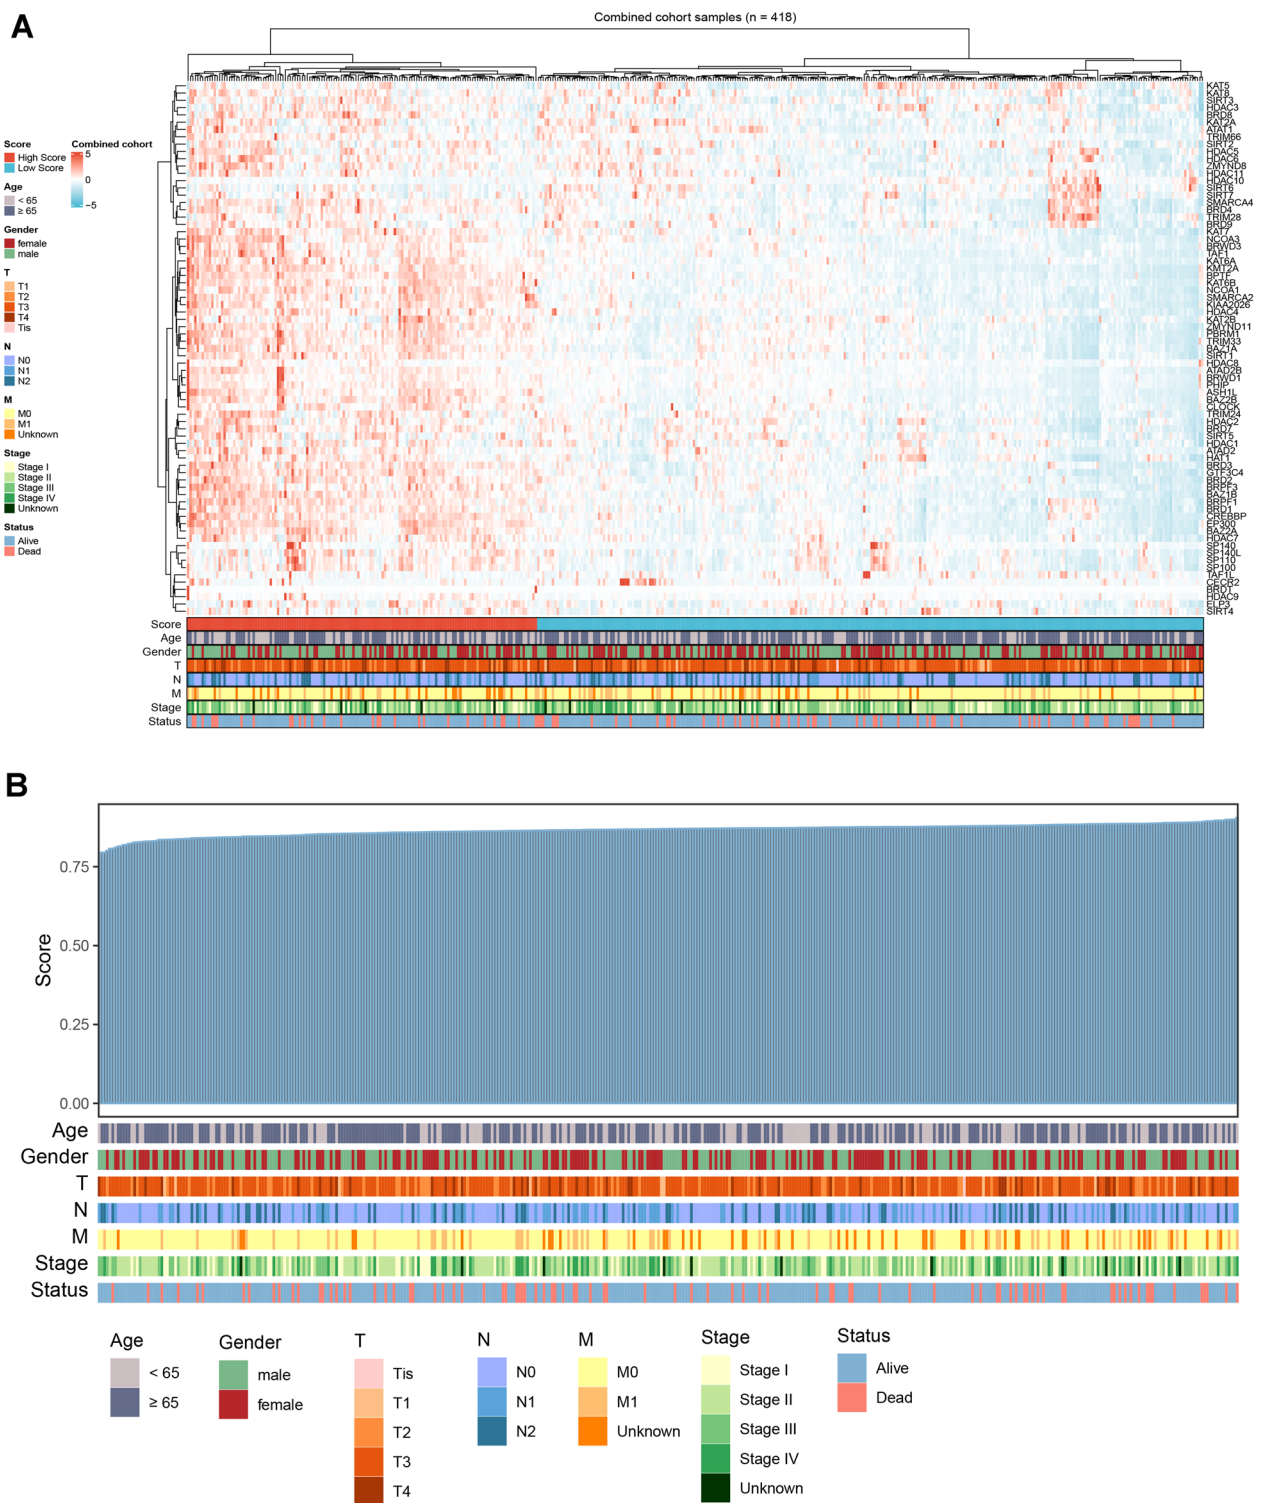 A
Combined cohort samples (n = 418)
Score
High Score
Low Score
Combined cohort
5
0
−5
Age
< 65
≥ 65
Gender
female
male
T
T1
T2
T3
T4
Tis
N
N0
N1
N2
M
M0
M1
Unknown
Stage
Stage I
Stage II
Stage III
Stage IV
Unknown
Status
Alive
Dead
KAT5
KAT8
SIRT3
HDAC3
BRD8
KAT2A
ATAT1
TRIM66
SIRT2
HDAC5
HDAC6
ZMYND8
HDAC11
HDAC10
SIRT6
SIRT7
SMARCA4
BRD4
TRIM28
BRD9
KAT7
NCOA3
BRWD3
TAF1
KAT6A
KMT2A
BPTF
KAT6B
NCOA1
SMARCA2
KIAA2026
HDAC4
KAT2B
ZMYND11
PBRM1
TRIM33
BAZ1A
SIRT1
HDAC8
ATAD2B
BRWD1
PHIP
ASH1L
BAZ2B
CLOCK
TRIM24
HDAC2
BRD7
SIRT5
HDAC1
ATAD2
HAT1
BRD3
GTF3C4
BRD2
BRPF3
BAZ1B
BRPF1
BRD1
CREBBP
EP300
BAZ2A
HDAC7
SP140
SP140L
SP110
SP100
TAF1L
CECR2
BRDT
HDAC9
ELP3
SIRT4
Score
Age
Gender
T
N
M
Stage
Status
B
Score
0.75
0.50
0.25
0.00
Age
Gender
T
N
M
Stage
Status
Age
< 65
≥ 65
Gender
male
female
T
Tis
T1
T2
T3
T4
N
N0
N1
N2
M
M0
M1
Unknown
Stage
Stage I
Stage II
Stage III
Stage IV
Unknown
Status
Alive
Dead